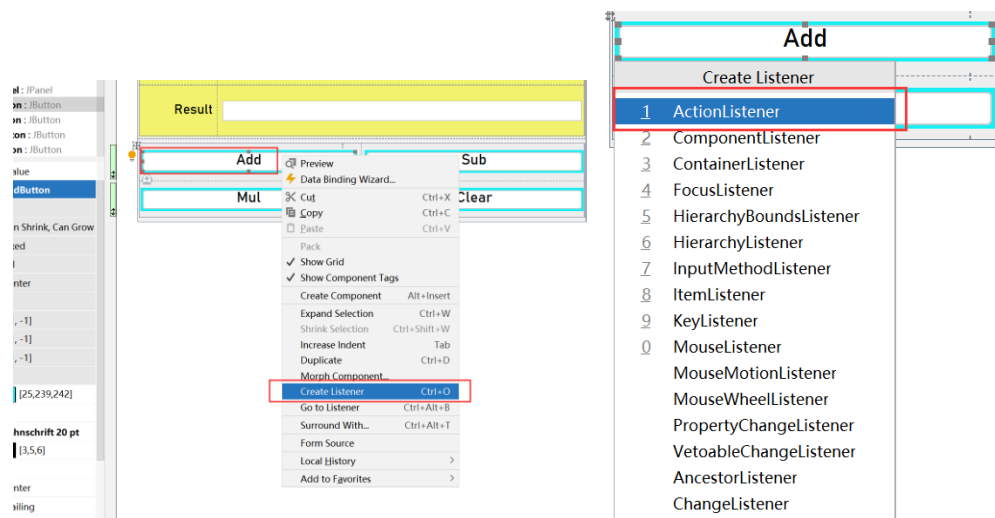 el : JPanel
on : JButton
on : JButton
ton : JButton
on : JButton
alue
ddButton
n Shrink, Can Grow
xed
nter
, -1]
, -1]
, -1]
[25,239,242]
hnschrift 20 pt
[3,5,6]
nter
ailing
Result
Add
Sub
Mul
Clear
Preview
Data Binding Wizard...
Cut Ctrl+X
Copy Ctrl+C
Paste Ctrl+V
Pack
Show Grid
Show Component Tags
Create Component Alt+Insert
Expand Selection Ctrl+W
Shrink Selection Ctrl+Shift+W
Increase Indent Tab
Duplicate Ctrl+D
Morph Component...
Create Listener Ctrl+O
Go to Listener Ctrl+Alt+B
Surround With... Ctrl+Alt+T
Form Source
Local History
Add to Favorites
Add
Create Listener
1 ActionListener
2 ComponentListener
3 ContainerListener
4 FocusListener
5 HierarchyBoundsListener
6 HierarchyListener
7 InputMethodListener
8 ItemListener
9 KeyListener
0 MouseListener
MouseMotionListener
MouseWheelListener
PropertyChangeListener
VetoableChangeListener
AncestorListener
ChangeListener